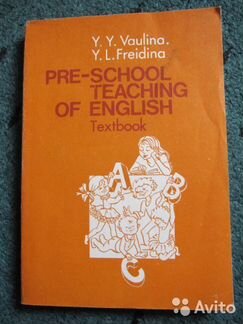 Y. Y. Vaulina.
Y. L. Freidina
PRE-SCHOOL
TEACHING
OF ENGLISH
Textbook
A
B
C
Avito